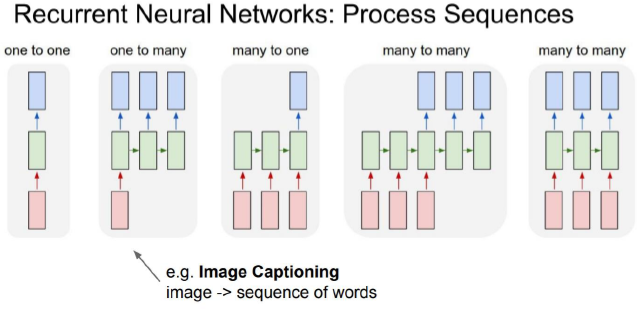 Recurrent Neural Networks: Process Sequences
one to one
one to many
many to one
many to many
many to many
e.g. Image Captioning
image -> sequence of words